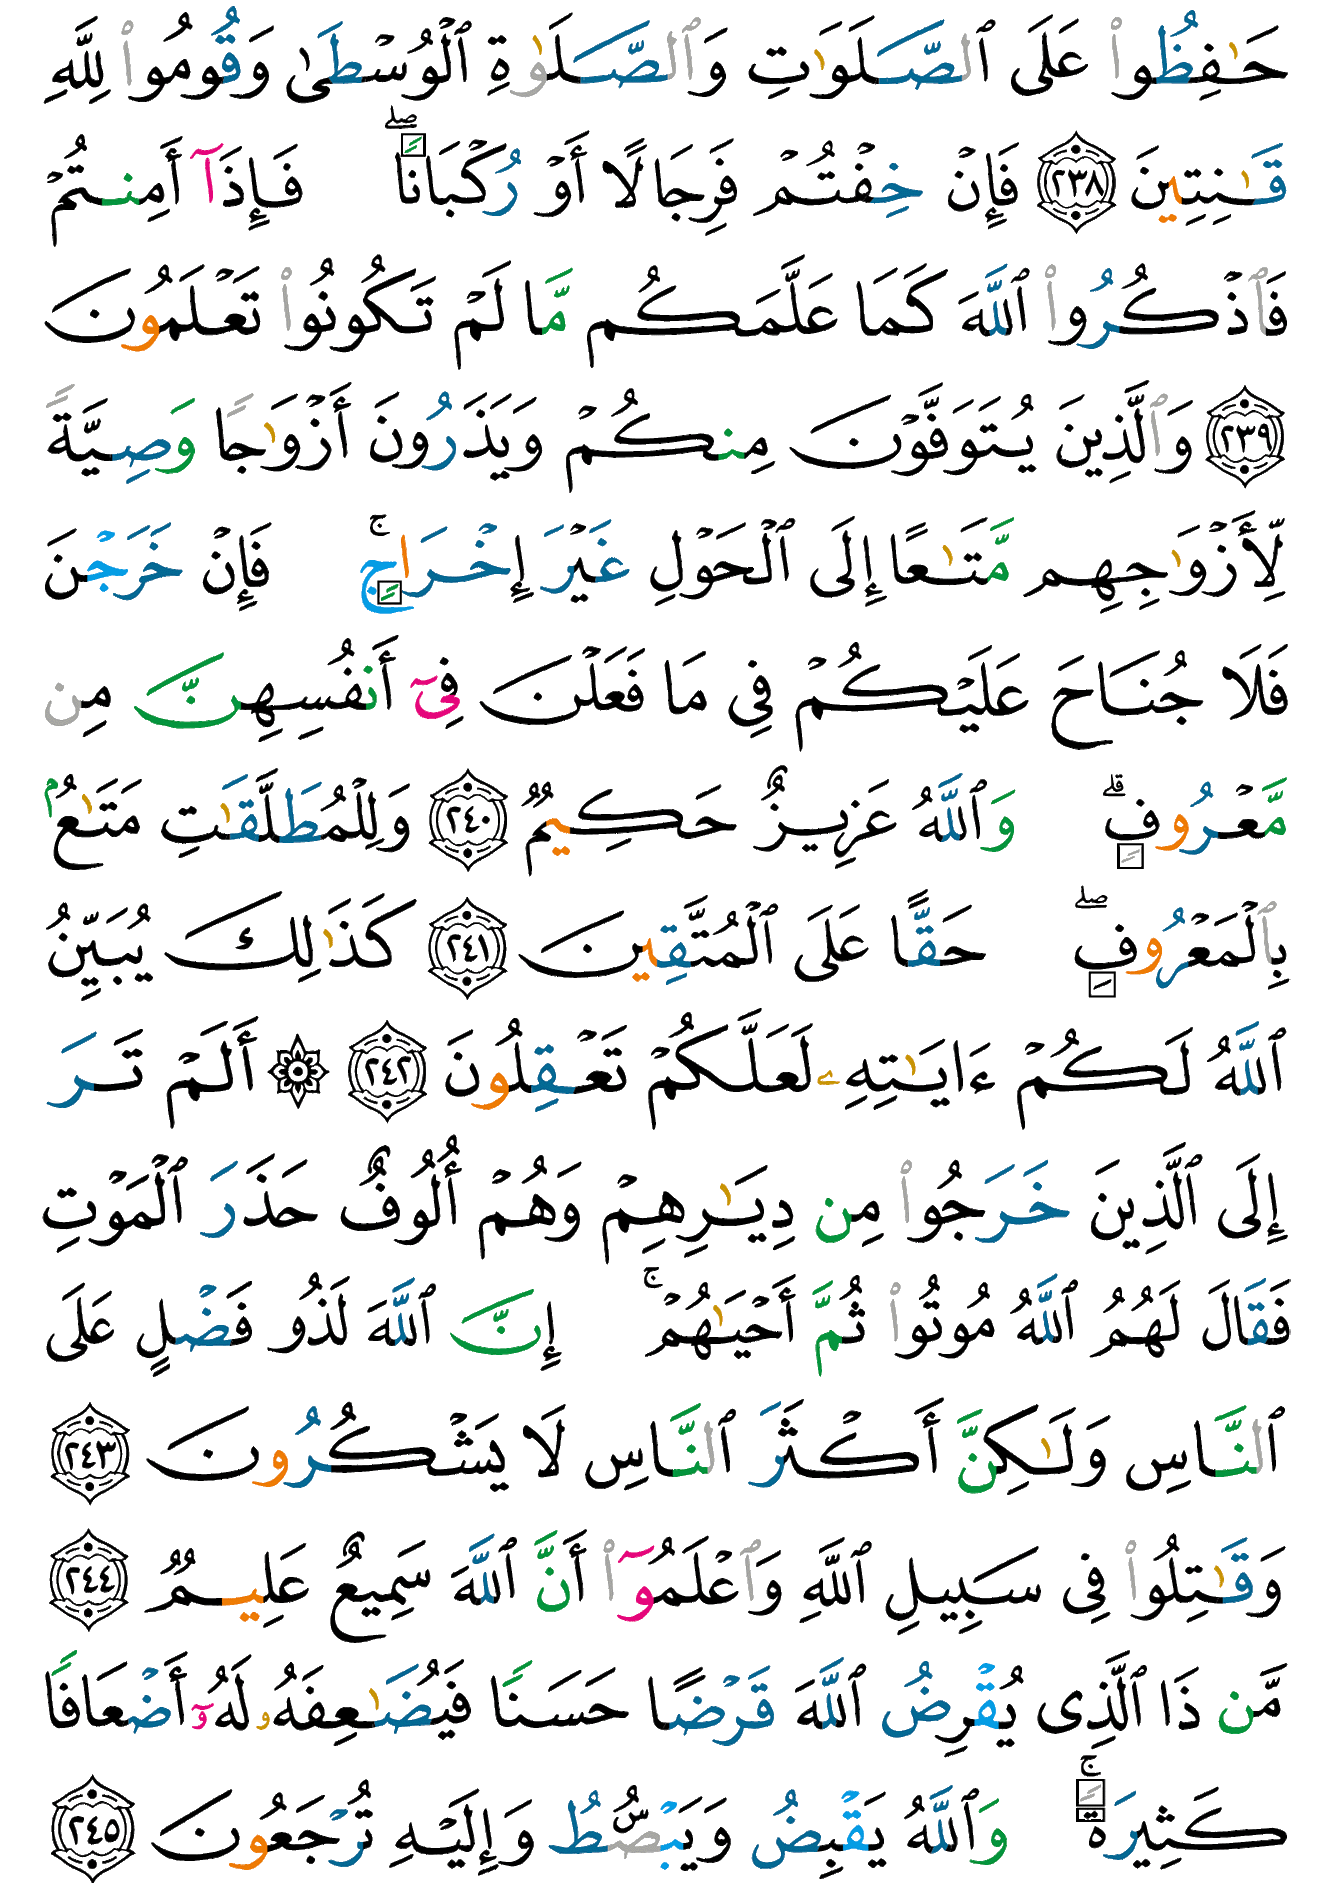 حَـٰفِظُوا۟ عَلَى ٱلصَّلَوَٰتِ وَٱلصَّلَوٰةِ ٱلْوُسْطَىٰ وَقُومُوا۟ لِلَّهِ
قَـٰنِتِينَ ٢٣٨ فَإِنْ خِفْتُمْ فَرِجَالًا أَوْ رُكْبَانًا ۖ فَإِذَآ أَمِنتُمْ
فَٱذْكُرُوا۟ ٱللَّهَ كَمَا عَلَّمَكُم مَّا لَمْ تَكُونُوا۟ تَعْلَمُونَ
٢٣٩ وَٱلَّذِينَ يُتَوَفَّوْنَ مِنكُمْ وَيَذَرُونَ أَزْوَٰجًا وَصِيَّةً
لِّأَزْوَٰجِهِم مَّتَـٰعًا إِلَى ٱلْحَوْلِ غَيْرَ إِخْرَاجٍ ۚ فَإِنْ خَرَجْنَ
فَلَا جُنَاحَ عَلَيْكُمْ فِي مَا فَعَلْنَ فِىٓ أَنفُسِهِنَّ مِن
مَّعْرُوفٍ ۗ وَٱللَّهُ عَزِيزٌ حَكِيمٌ ٢٤٠ وَلِلْمُطَلَّقَـٰتِ مَتَـٰعٌۢ
بِٱلْمَعْرُوفِ ۖ حَقًّا عَلَى ٱلْمُتَّقِينَ ٢٤١ كَذَٰلِكَ يُبَيِّنُ
ٱللَّهُ لَكُمْ ءَايَـٰتِهِۦ لَعَلَّكُمْ تَعْقِلُونَ ٢٤٢ ۞ أَلَمْ تَرَ
إِلَى ٱلَّذِينَ خَرَجُوا۟ مِن دِيَـٰرِهِمْ وَهُمْ أُلُوفٌ حَذَرَ ٱلْمَوْتِ
فَقَالَ لَهُمُ ٱللَّهُ مُوتُوا۟ ثُمَّ أَحْيَـٰهُمْ ۚ إِنَّ ٱللَّهَ لَذُو فَضْلٍ عَلَى
ٱلنَّاسِ وَلَـٰكِنَّ أَكْثَرَ ٱلنَّاسِ لَا يَشْكُرُونَ ٢٤٣
وَقَـٰتِلُوا۟ فِى سَبِيلِ ٱللَّهِ وَٱعْلَمُوٓا۟ أَنَّ ٱللَّهَ سَمِيعٌ عَلِيمٌ ٢٤٤
مَّن ذَا ٱلَّذِى يُقْرِضُ ٱللَّهَ قَرْضًا حَسَنًا فَيُضَـٰعِفَهُۥ لَهُۥٓ أَضْعَافًا
كَثِيرَةً ۚ وَٱللَّهُ يَقْبِضُ وَيَبْصُۜطُ وَإِلَيْهِ تُرْجَعُونَ ٢٤٥